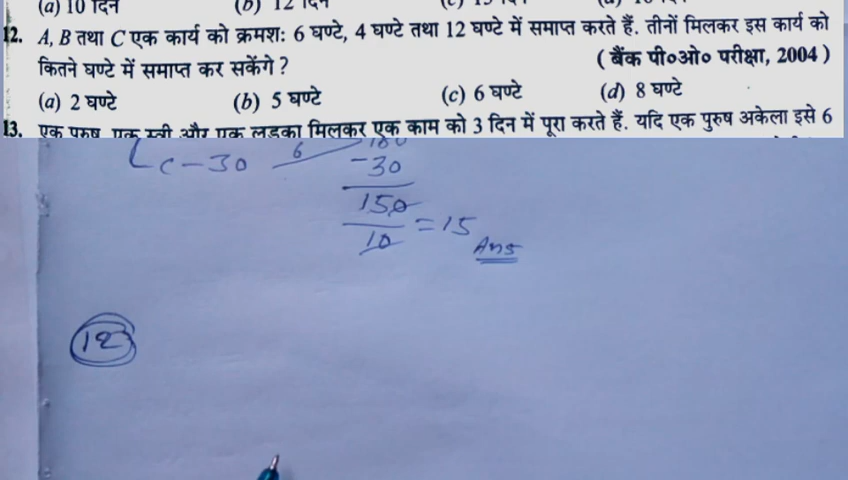 (a) 10 दिन (b) 12 दिन
12. A, B तथा C एक कार्य को क्रमश: 6 घण्टे, 4 घण्टे तथा 12 घण्टे में समाप्त करते हैं. तीनों मिलकर इस कार्य को
कितने घण्टे में समाप्त कर सकेंगे ? ( बैंक पी०ओ० परीक्षा, 2004 )
(a) 2 घण्टे (b) 5 घण्टे (c) 6 घण्टे (d) 8 घण्टे
13. एक पुरुष, एक स्त्री और एक लड़का मिलकर एक काम को 3 दिन में पूरा करते हैं. यदि एक पुरुष अकेला इसे 6
C - 30 6 180
-30
150
10 = 15 Ans
12